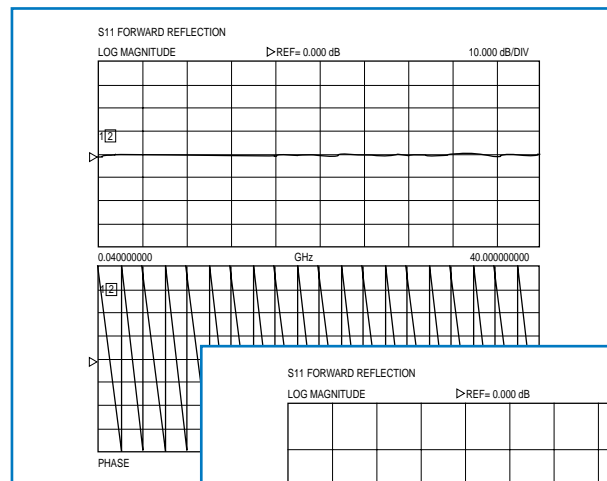 S11 FORWARD REFLECTION
LOG MAGNITUDE ▷REF= 0.000 dB 10.000 dB/DIV
1 2
0.040000000 GHz 40.000000000
1 2
PHASE
S11 FORWARD REFLECTION
LOG MAGNITUDE ▷REF= 0.000 dB